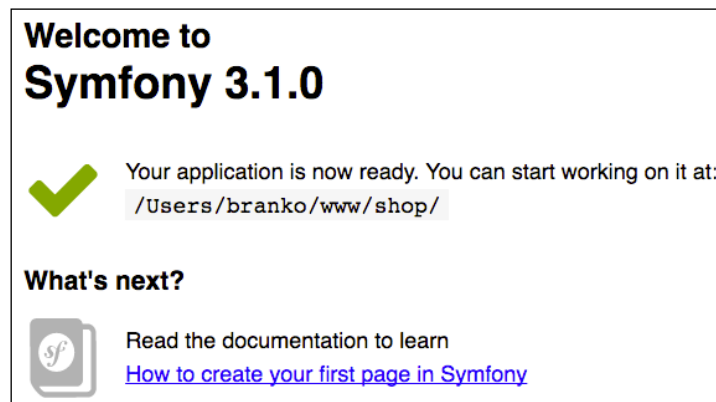 Welcome to
Symfony 3.1.0
Your application is now ready. You can start working on it at:
/Users/branko/www/shop/
What's next?
sf
Read the documentation to learn
How to create your first page in Symfony